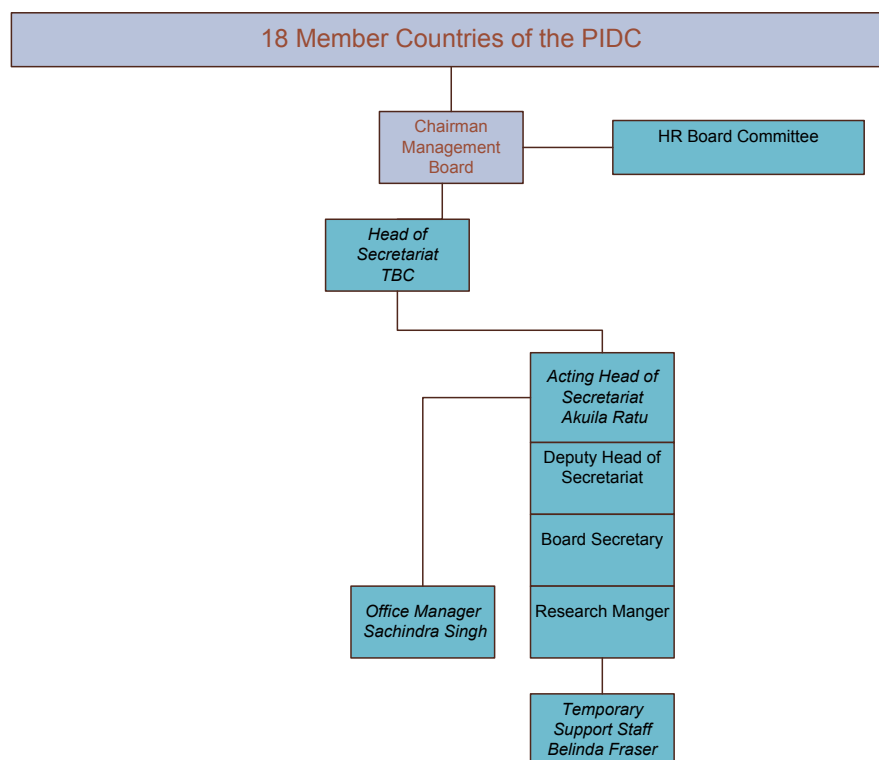 18 Member Countries of the PIDC
Chairman
Management
Board
HR Board Committee
Head of
Secretariat
TBC
Acting Head of
Secretariat
Akuila Ratu
Deputy Head of
Secretariat
Board Secretary
Office Manager
Sachindra Singh
Research Manger
Temporary
Support Staff
Belinda Fraser